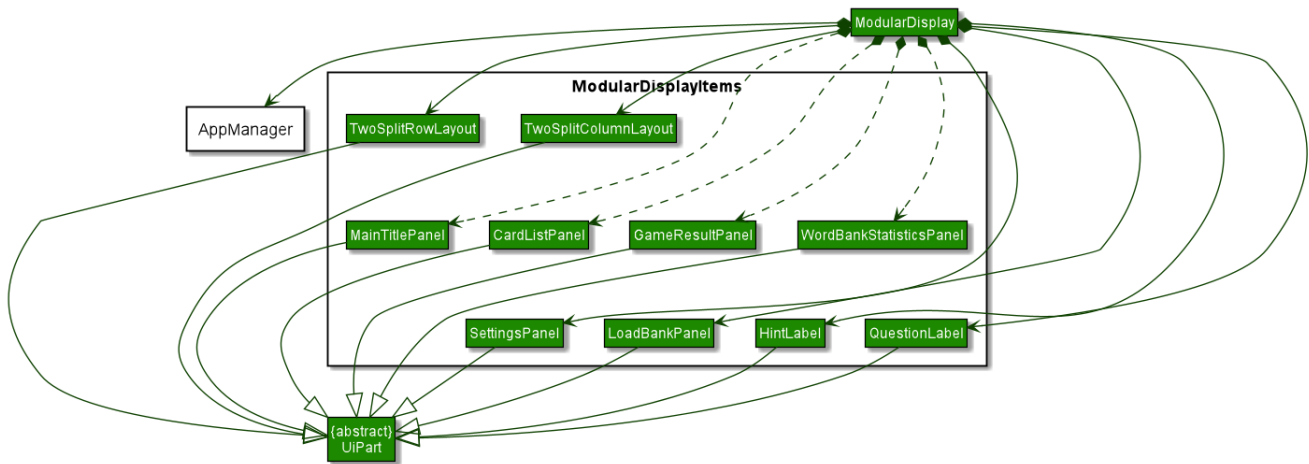 ModularDisplay
ModularDisplayItems
AppManager
TwoSplitRowLayout
TwoSplitColumnLayout
MainTitlePanel
CardListPanel
GameResultPanel
WordBankStatisticsPanel
SettingsPanel
LoadBankPanel
HintLabel
QuestionLabel
{abstract}
UiPart